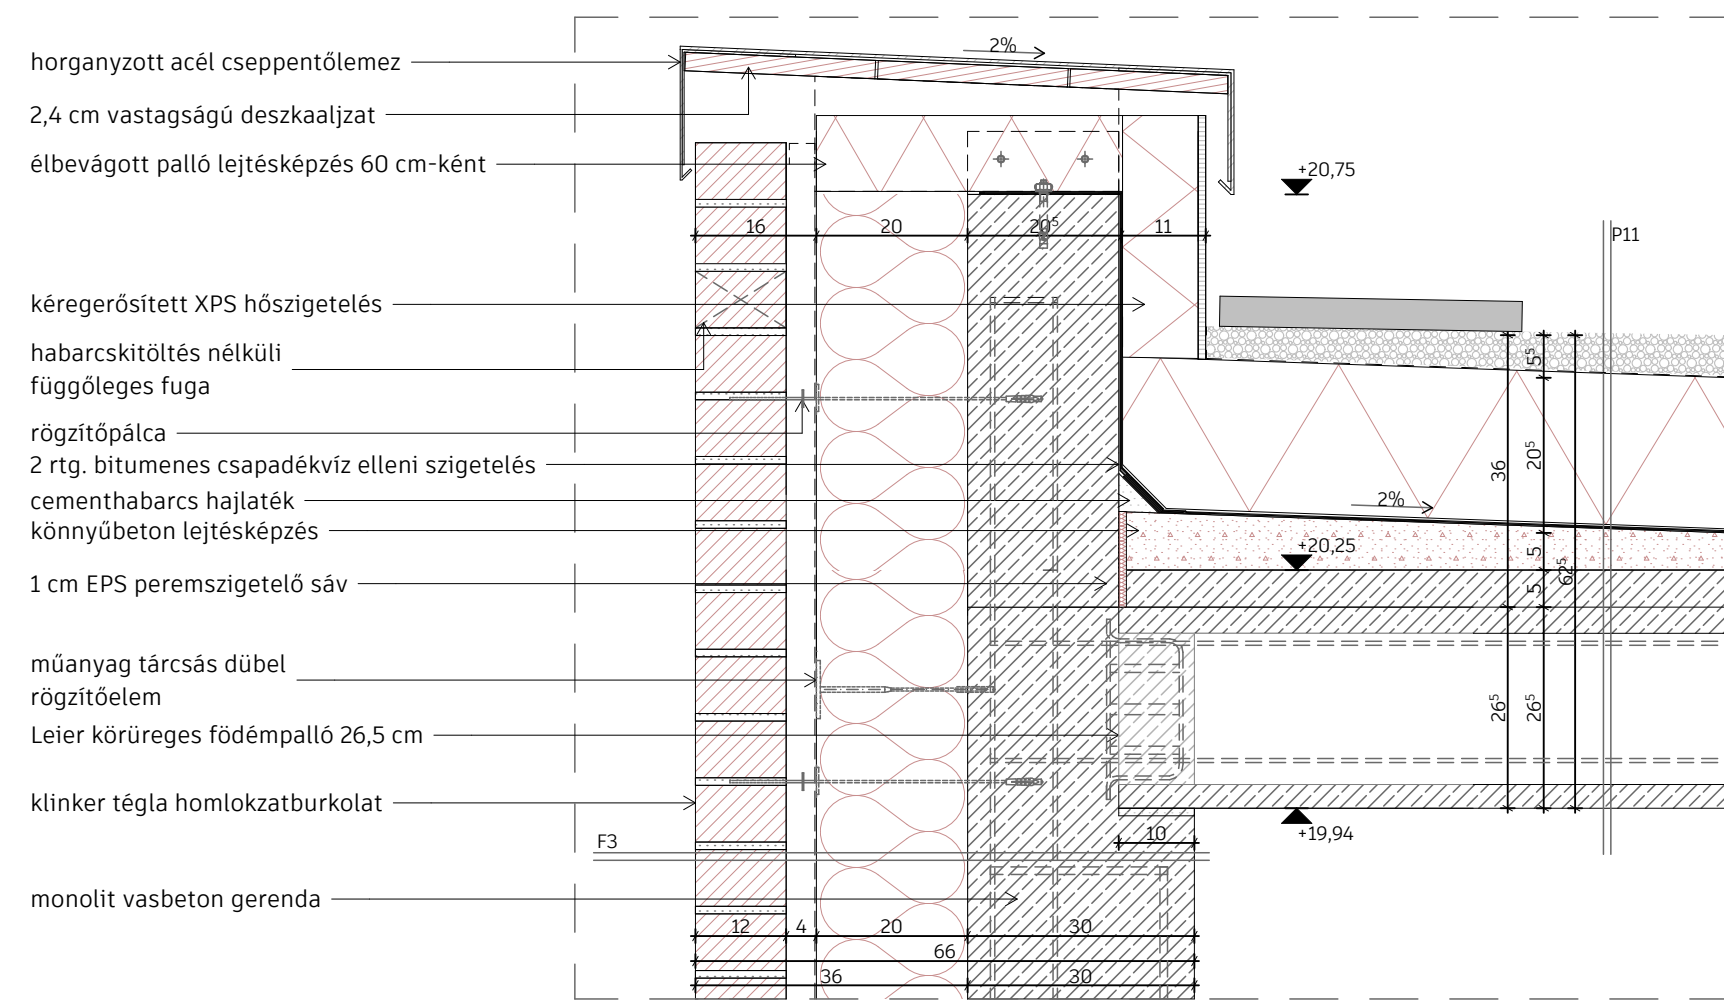 horganyzott acél cseppentőlemez
2,4 cm vastagságú deszkaaljzat
élbevágott palló lejtésképzés 60 cm-ként
kéregerősített XPS hőszigetelés
habarcskitöltés nélküli
függőleges fuga
rögzítőpálca
2 rtg. bitumenes csapadékvíz elleni szigetelés
cementhabarcs hajlaték
könnyűbeton lejtésképzés
1 cm EPS peremszigetelő sáv
műanyag tárcsás dübel
rögzítőelem
Leier körüreges födémpalló 26,5 cm
klinker tégla homlokzatburkolat
monolit vasbeton gerenda
2%
+20,75
16
20
20⁵
11
P11
5⁵
36
20⁵
2%
+20,25
5
62⁵
5
26⁵
26⁵
+19,94
10
F3
12
4
20
30
66
36
30